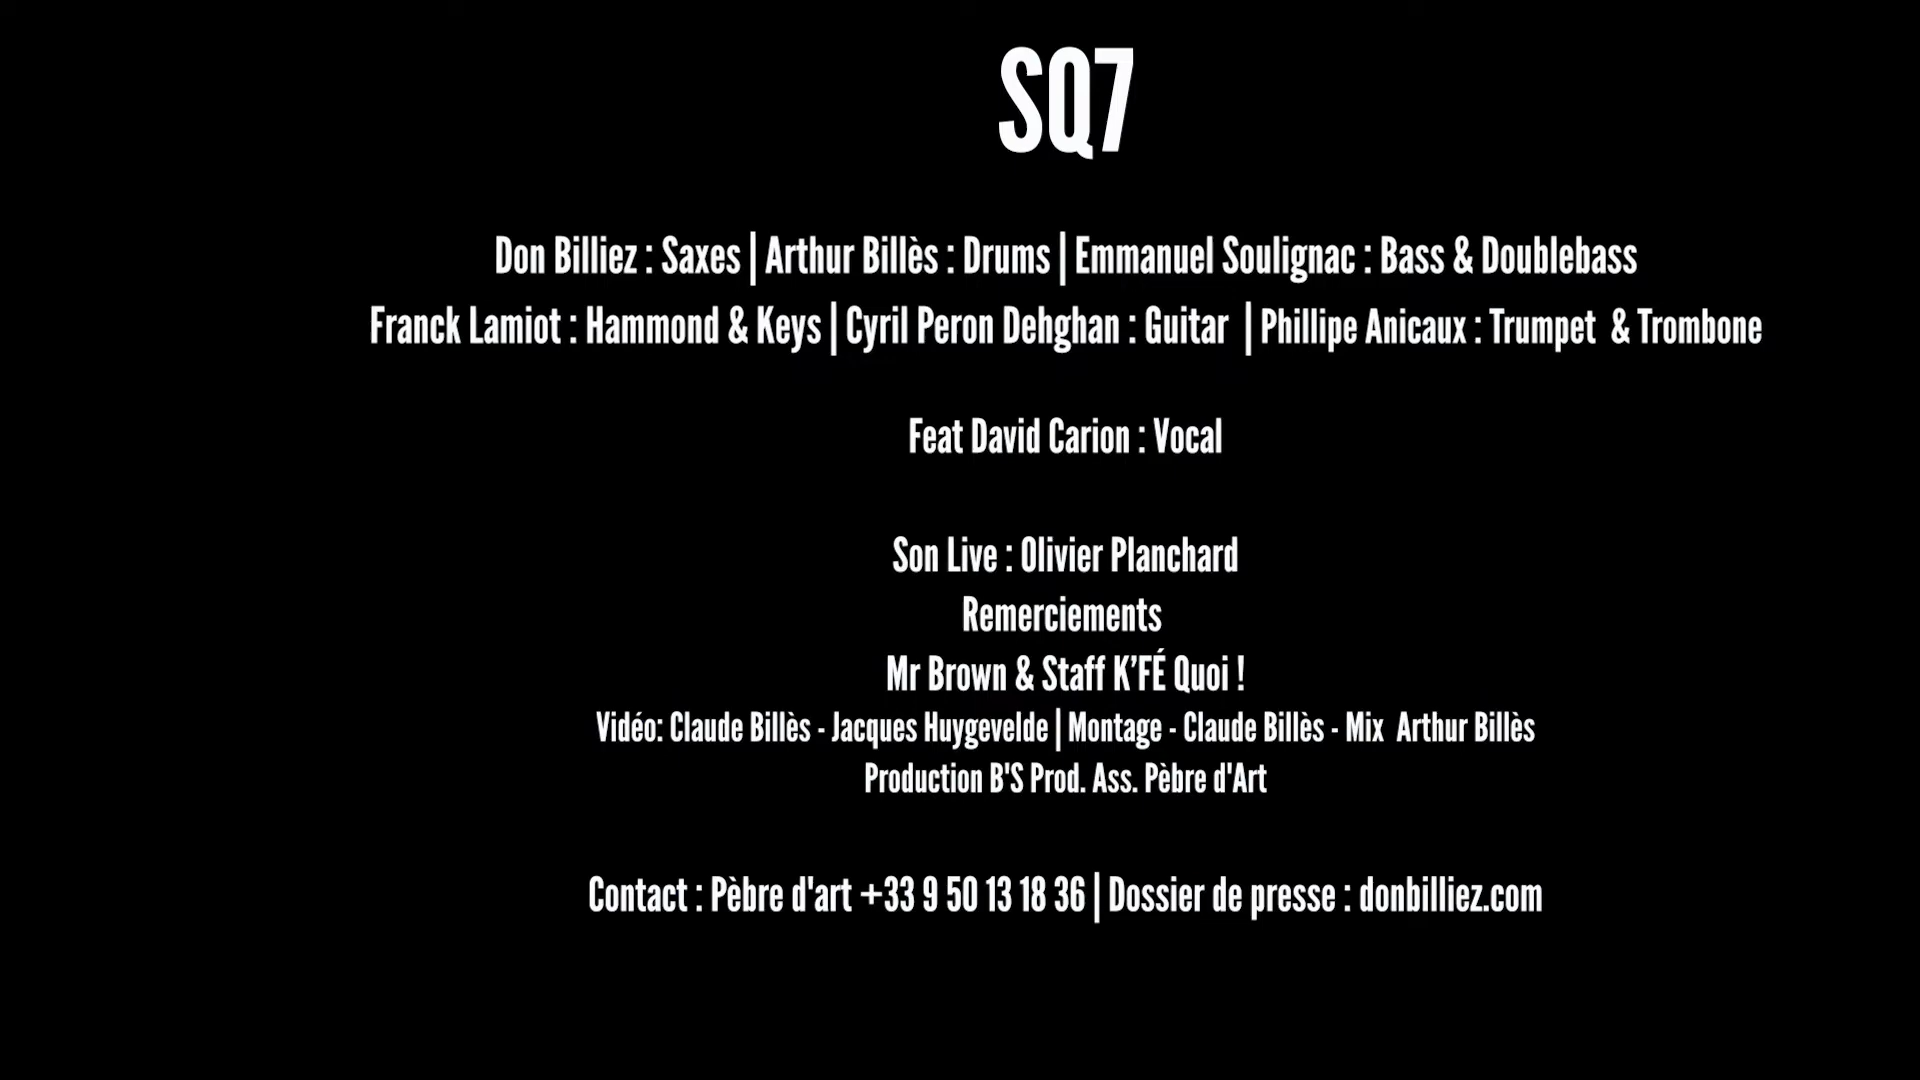 SQ7
Don Billiez : Saxes | Arthur Billès : Drums | Emmanuel Soulignac : Bass & Doublebass
Franck Lamiot : Hammond & Keys | Cyril Peron Dehghan : Guitar | Phillipe Anicaux : Trumpet & Trombone
Feat David Carion : Vocal
Son Live : Olivier Planchard
Remerciements
Mr Brown & Staff K’FÉ Quoi !
Vidéo: Claude Billès - Jacques Huygevelde | Montage - Claude Billès - Mix Arthur Billès
Production B'S Prod. Ass. Pèbre d'Art
Contact : Pèbre d'art +33 9 50 13 18 36 | Dossier de presse : donbilliez.com